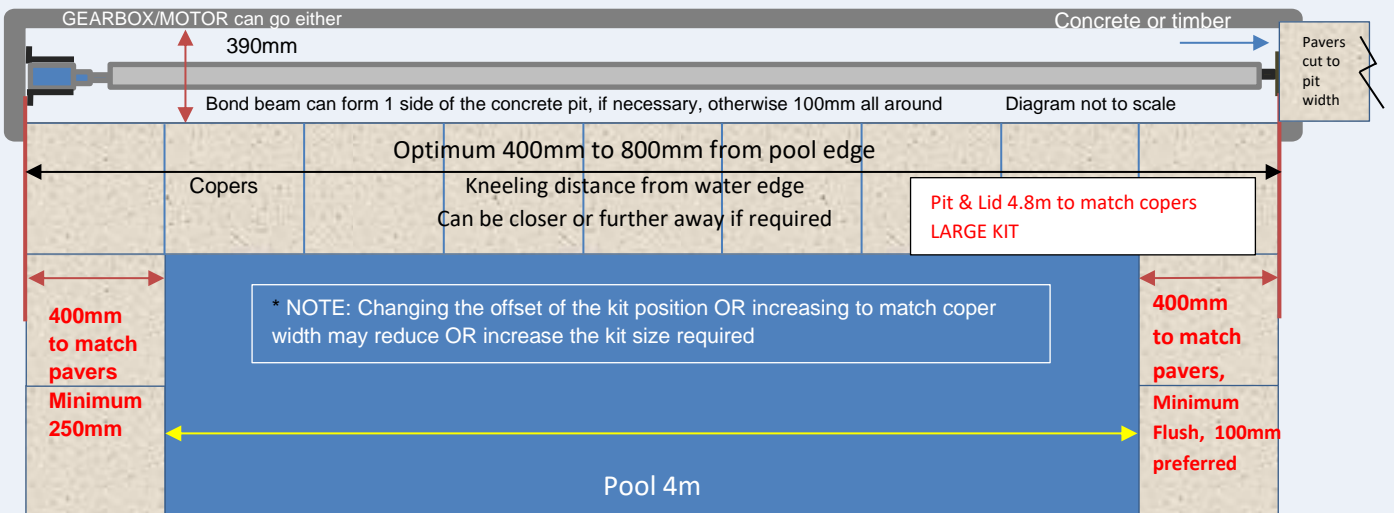 GEARBOX/MOTOR can go either
Concrete or timber
390mm
Pavers
cut to
pit
width
Bond beam can form 1 side of the concrete pit, if necessary, otherwise 100mm all around
Diagram not to scale
Optimum 400mm to 800mm from pool edge
Copers
Kneeling distance from water edge
Can be closer or further away if required
Pit & Lid 4.8m to match copers
LARGE KIT
400mm
to match
pavers
Minimum
250mm
* NOTE: Changing the offset of the kit position OR increasing to match coper
width may reduce OR increase the kit size required
400mm
to match
pavers,
Minimum
Flush, 100mm
preferred
Pool 4m